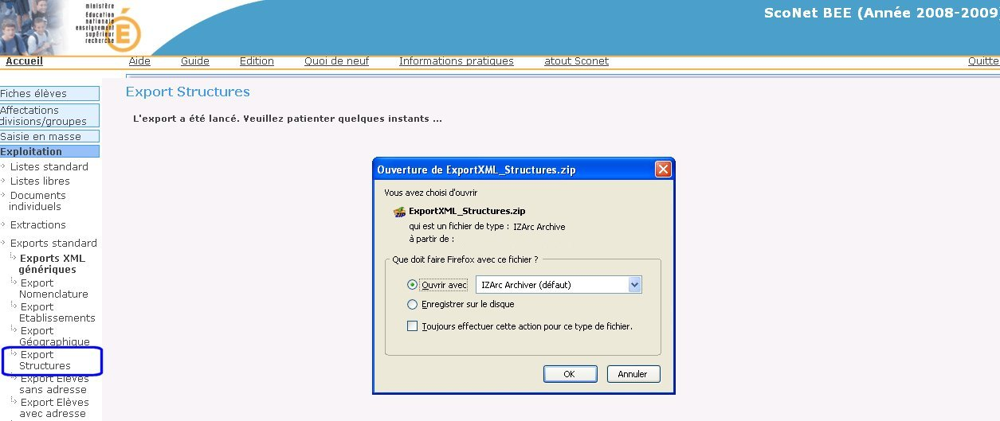 ministère
éducation
nationale
enseignement
supérieur
recherche
ScoNet BEE (Année 2008-2009
Accueil Aide Guide Edition Quoi de neuf Informations pratiques atout Sconet Quitte
Fiches élèves
Affectations
divisions/groupes
Saisie en masse
Exploitation
Listes standard
Listes libres
Documents
individuels
Extractions
Exports standard
Exports XML
génériques
Export
Nomenclature
Export
Etablissements
Export
Géographique
Export
Structures
Export Elèves
sans adresse
Export Elèves
avec adresse
Export Structures
L'export a été lancé. Veuillez patienter quelques instants ...
Ouverture de ExportXML_Structures.zip
Vous avez choisi d'ouvrir
ExportXML_Structures.zip
qui est un fichier de type : IZArc Archive
à partir de :
Que doit faire Firefox avec ce fichier ?
Ouvrir avec IZArc Archiver (défaut)
Enregistrer sur le disque
Toujours effectuer cette action pour ce type de fichier.
OK Annuler